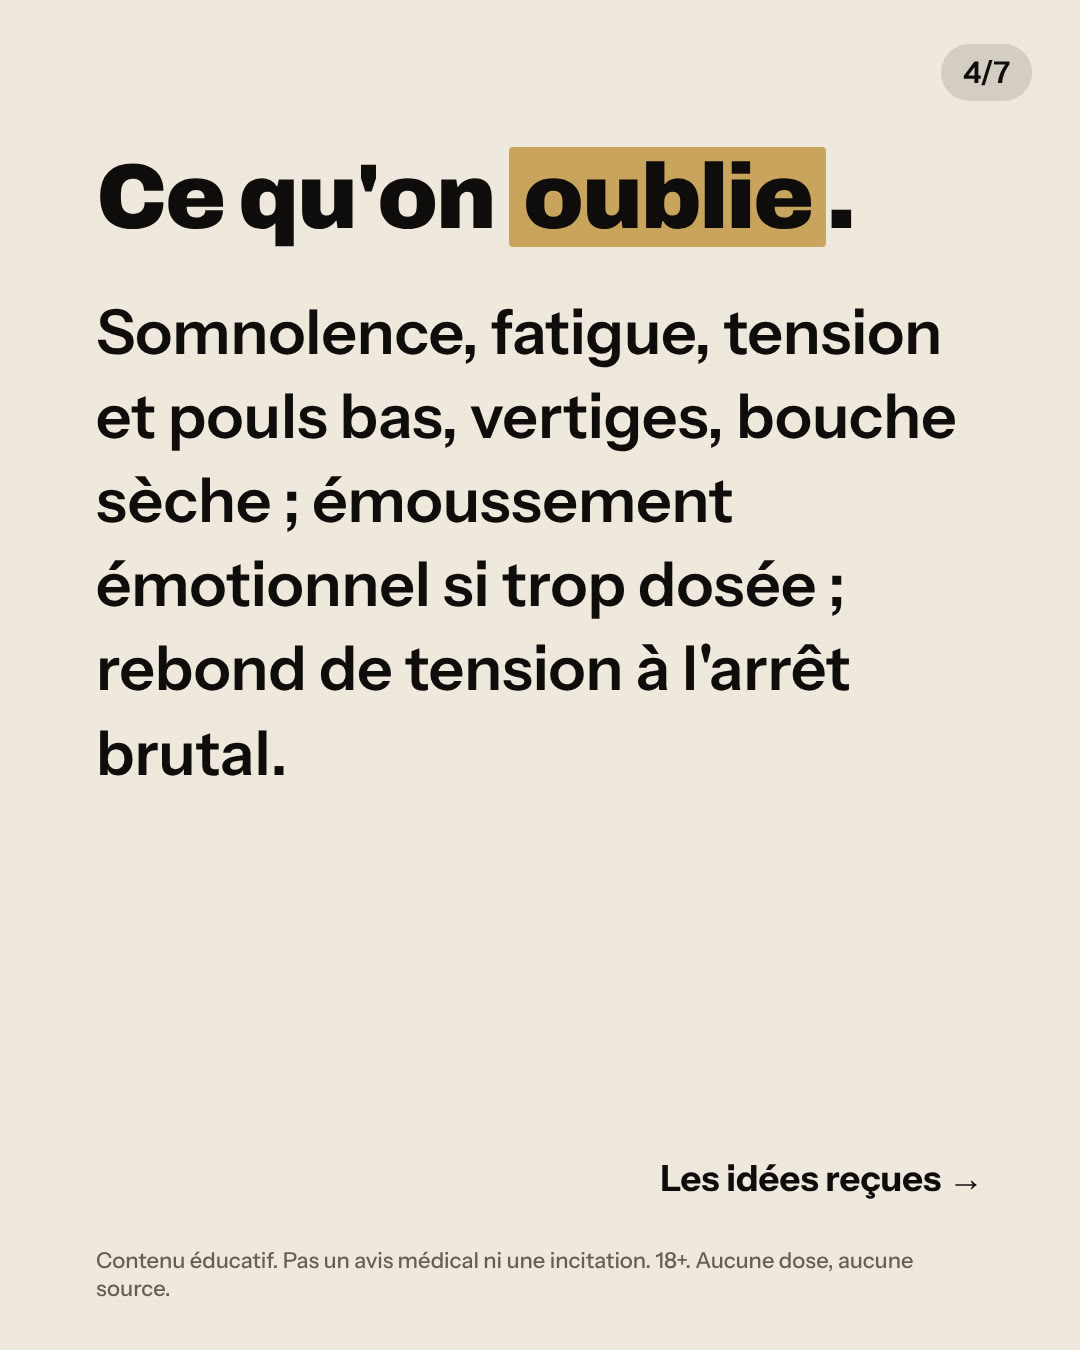 4/7
Ce qu'on oublie.
Somnolence, fatigue, tension
et pouls bas, vertiges, bouche
sèche ; émoussement
émotionnel si trop dosée ;
rebond de tension à l'arrêt
brutal.
Les idées reçues →
Contenu éducatif. Pas un avis médical ni une incitation. 18+. Aucune dose, aucune
source.